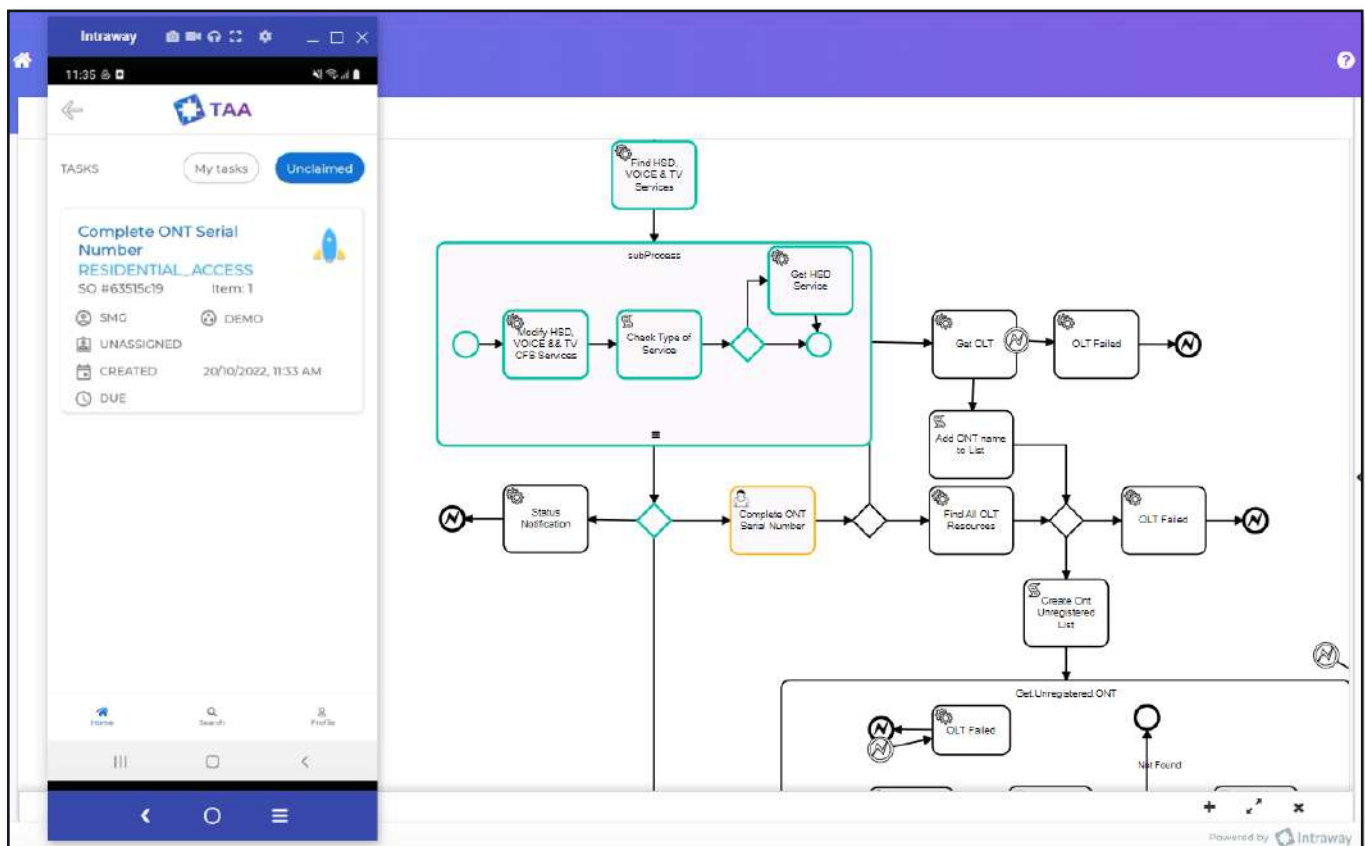 Intraway
11:35
TAA
TASKS
My tasks
Unclaimed
Complete ONT Serial
Number
RESIDENTIAL_ACCESS
SO #63515c19 Item: 1
SMG DEMO
UNASSIGNED
CREATED 20/10/2022, 11:33 AM
DUE
Home Search Profile
Find HSD,
VOICE & TV
Services
subProcess
Get HSD
Service
Modify HSD,
VOICE && TV
CFS Services
Check Type of
Service
Get OLT
OLT Failed
Add ONT name
to List
Status
Notification
Complete ONT
Serial Number
Find All OLT
Resources
OLT Failed
Create Ont
Unregistered
List
Get Unregistered ONT
OLT Failed
Not Found
Powered by Intraway